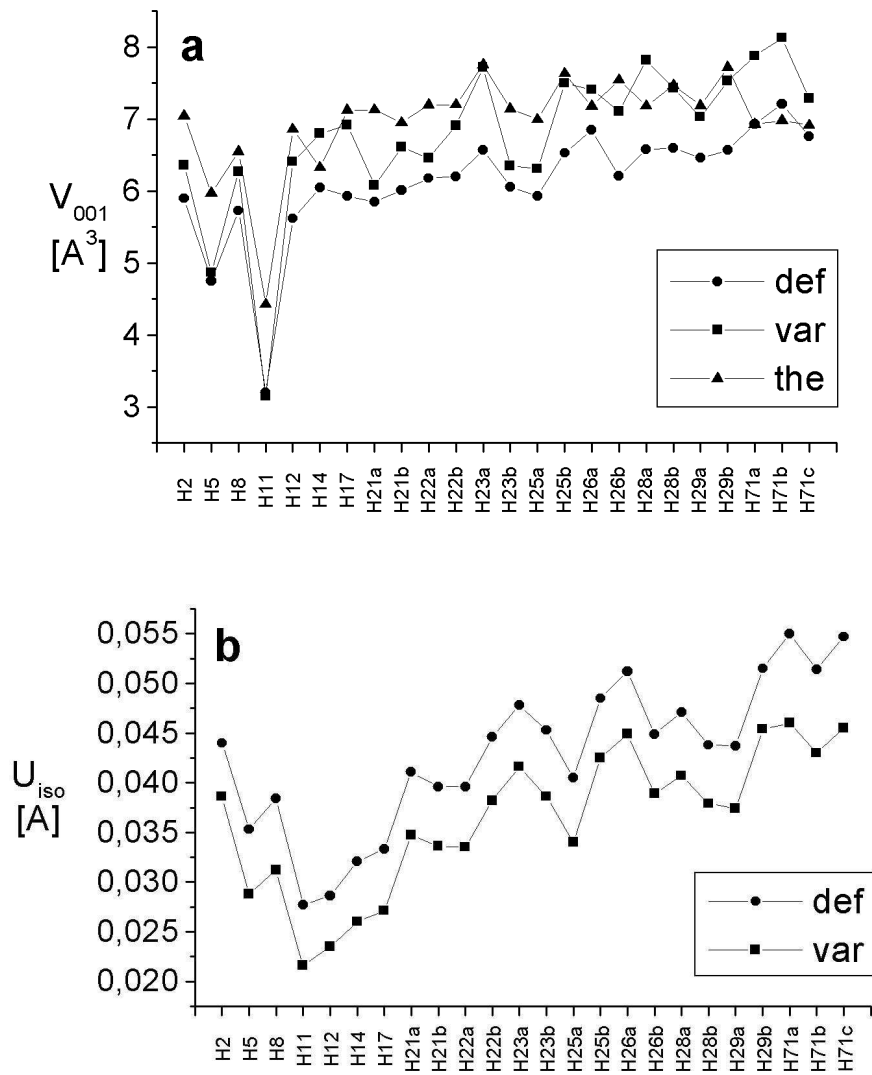 a
8
7
6
5
4
3
V001
[A3]
def
var
the
H2 H5 H8 H11 H12 H14 H17 H21a H21b H22a H22b H23a H23b H25a H25b H26a H26b H28a H28b H29a H29b H71a H71b H71c
b
0,055
0,050
0,045
0,040
0,035
0,030
0,025
0,020
Uiso
[A]
def
var
H2 H5 H8 H11 H12 H14 H17 H21a H21b H22a H22b H23a H23b H25a H25b H26a H26b H28a H28b H29a H29b H71a H71b H71c